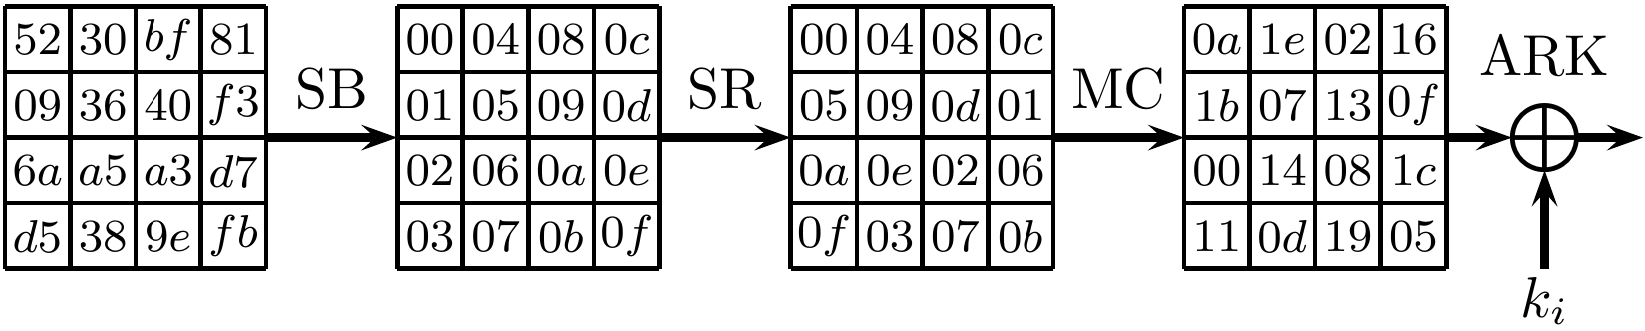 52 30 bf 81 00 04 08 0c 00 04 08 0c 0a 1e 02 16 ARK
SB SR MC
09 36 40 f3 01 05 09 0d 05 09 0d 01 1b 07 13 0f
6a a5 a3 d7 02 06 0a 0e 0a 0e 02 06 00 14 08 1c
d5 38 9e fb 03 07 0b 0f 0f 03 07 0b 11 0d 19 05
ki